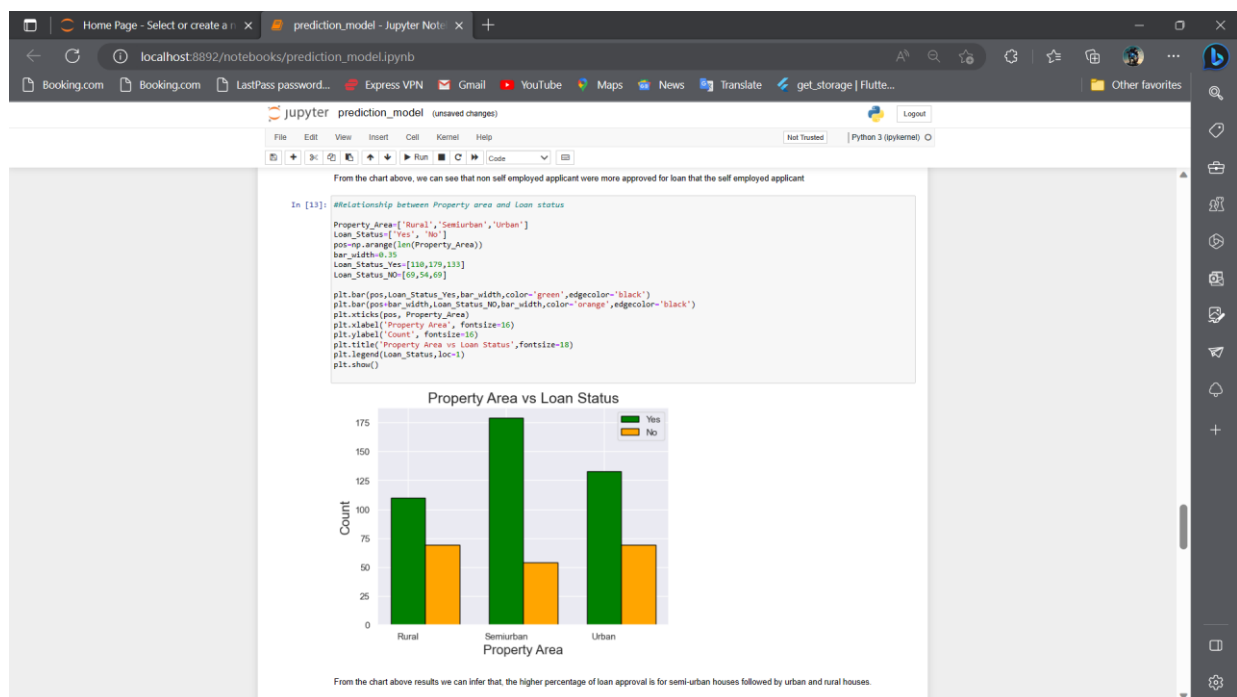 Home Page - Select or create a n
prediction_model - Jupyter Note
localhost:8892/notebooks/prediction_model.ipynb
Booking.com Booking.com LastPass password... Express VPN Gmail YouTube Maps News Translate get_storage | Flutte... Other favorites
jupyter prediction_model (unsaved changes) Logout
File Edit View Insert Cell Kernel Help Not Trusted Python 3 (ipykernel)
Run Code
From the chart above, we can see that non self employed applicant were more approved for loan that the self employed applicant
In [13]: #Relationship between Property area and Loan status
Property_Area=['Rural','Semiurban','Urban']
Loan_Status=['Yes', 'No']
pos=np.arange(len(Property_Area))
bar_width=0.35
Loan_Status_Yes=[110,179,133]
Loan_Status_NO=[69,54,69]
plt.bar(pos,Loan_Status_Yes,bar_width,color='green',edgecolor='black')
plt.bar(pos+bar_width,Loan_Status_NO,bar_width,color='orange',edgecolor='black')
plt.xticks(pos, Property_Area)
plt.xlabel('Property Area', fontsize=16)
plt.ylabel('Count', fontsize=16)
plt.title('Property Area vs Loan Status',fontsize=18)
plt.legend(Loan_Status,loc=1)
plt.show()
Property Area vs Loan Status
Yes
No
175
150
125
100
75
50
25
0
Count
Rural Semiurban Urban
Property Area
From the chart above results we can infer that, the higher percentage of loan approval is for semi-urban houses followed by urban and rural houses.